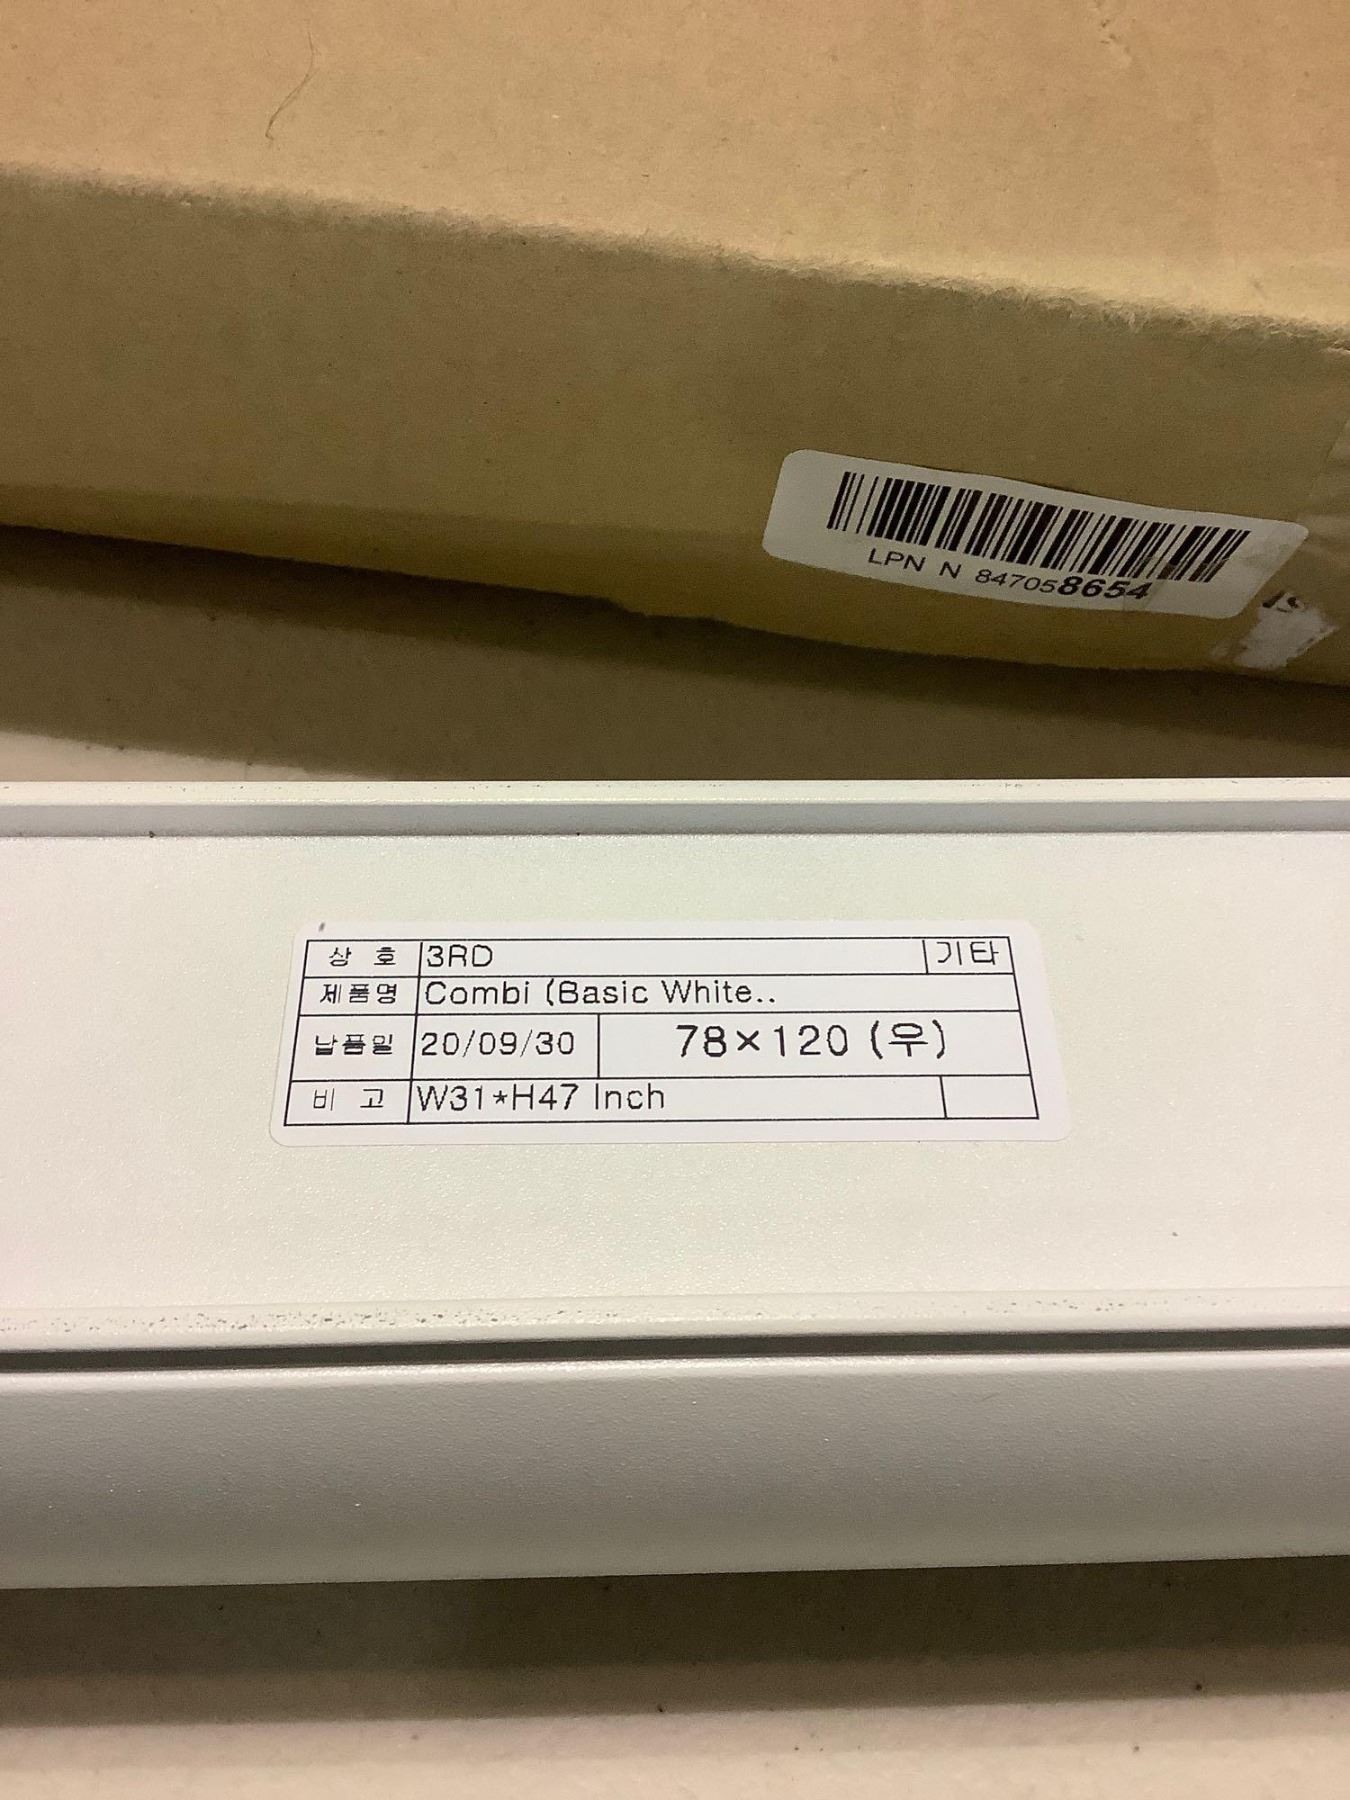 LPN N 847058654
상 호 3RD 기타
제품명 Combi (Basic White..
납품일 20/09/30 78×120 (우)
비 고 W31*H47 Inch